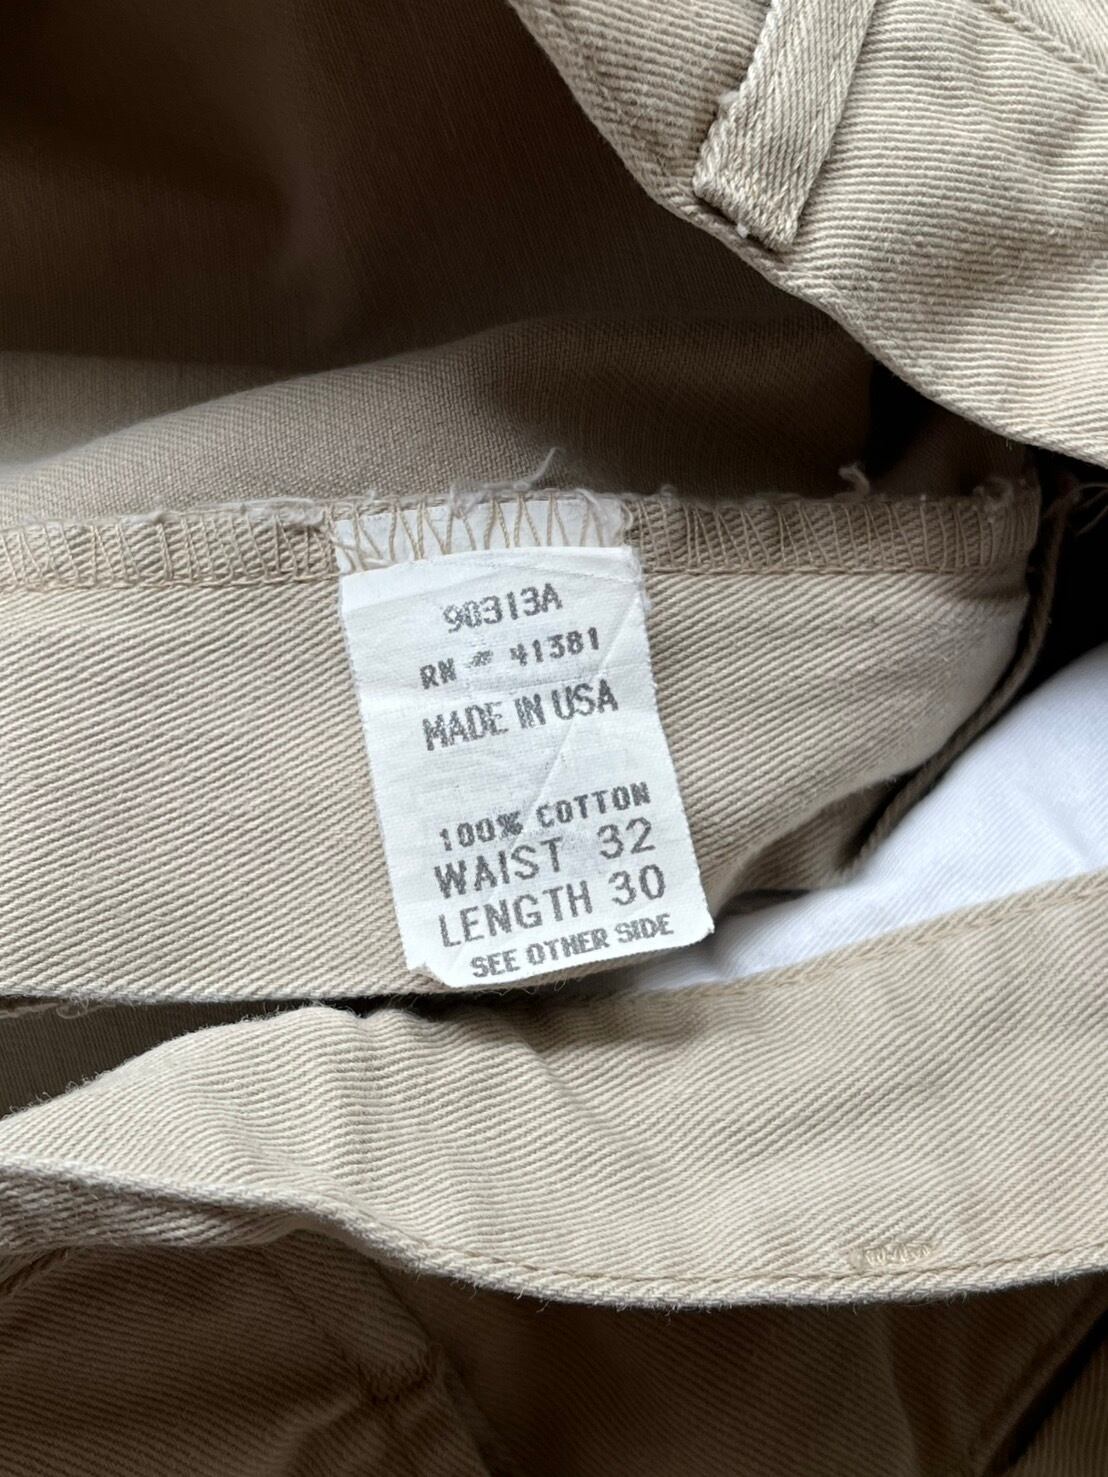 90313A
RN # 41381
MADE IN USA
100% COTTON
WAIST 32
LENGTH 30
SEE OTHER SIDE